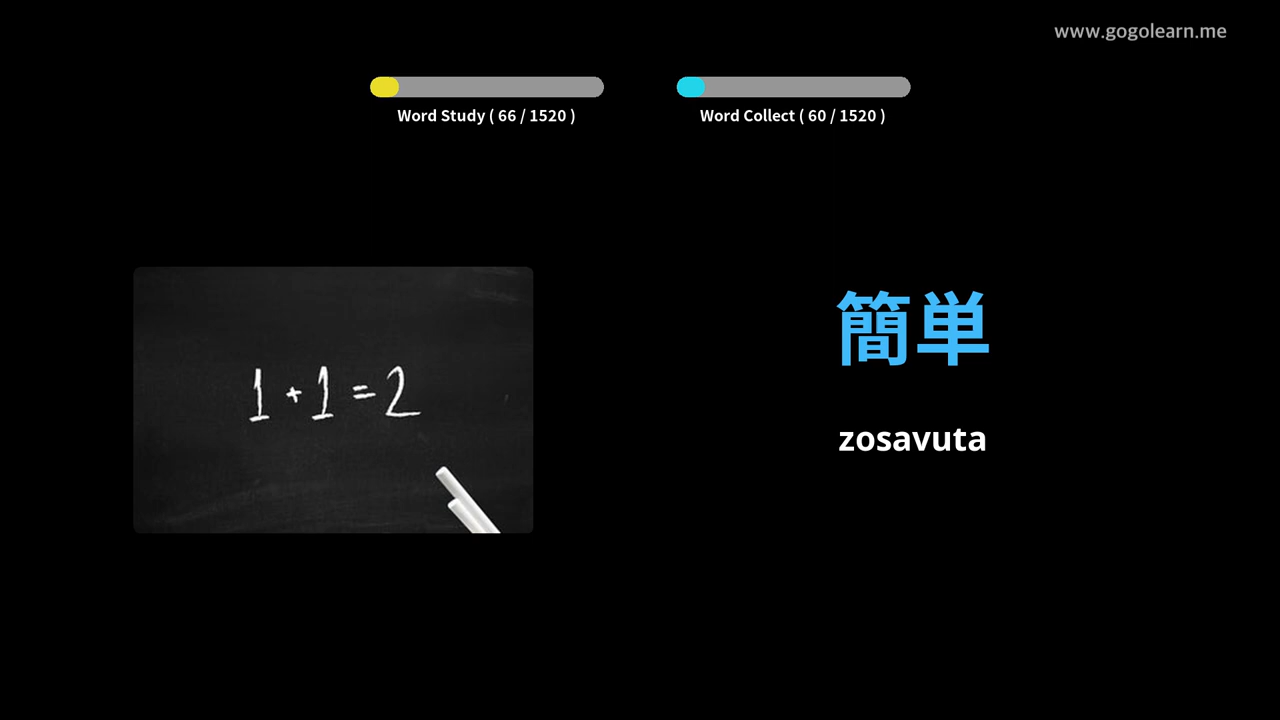 www.gogolearn.me
Word Study ( 66 / 1520 )
Word Collect ( 60 / 1520 )
1 + 1 = 2
簡単
zosavuta